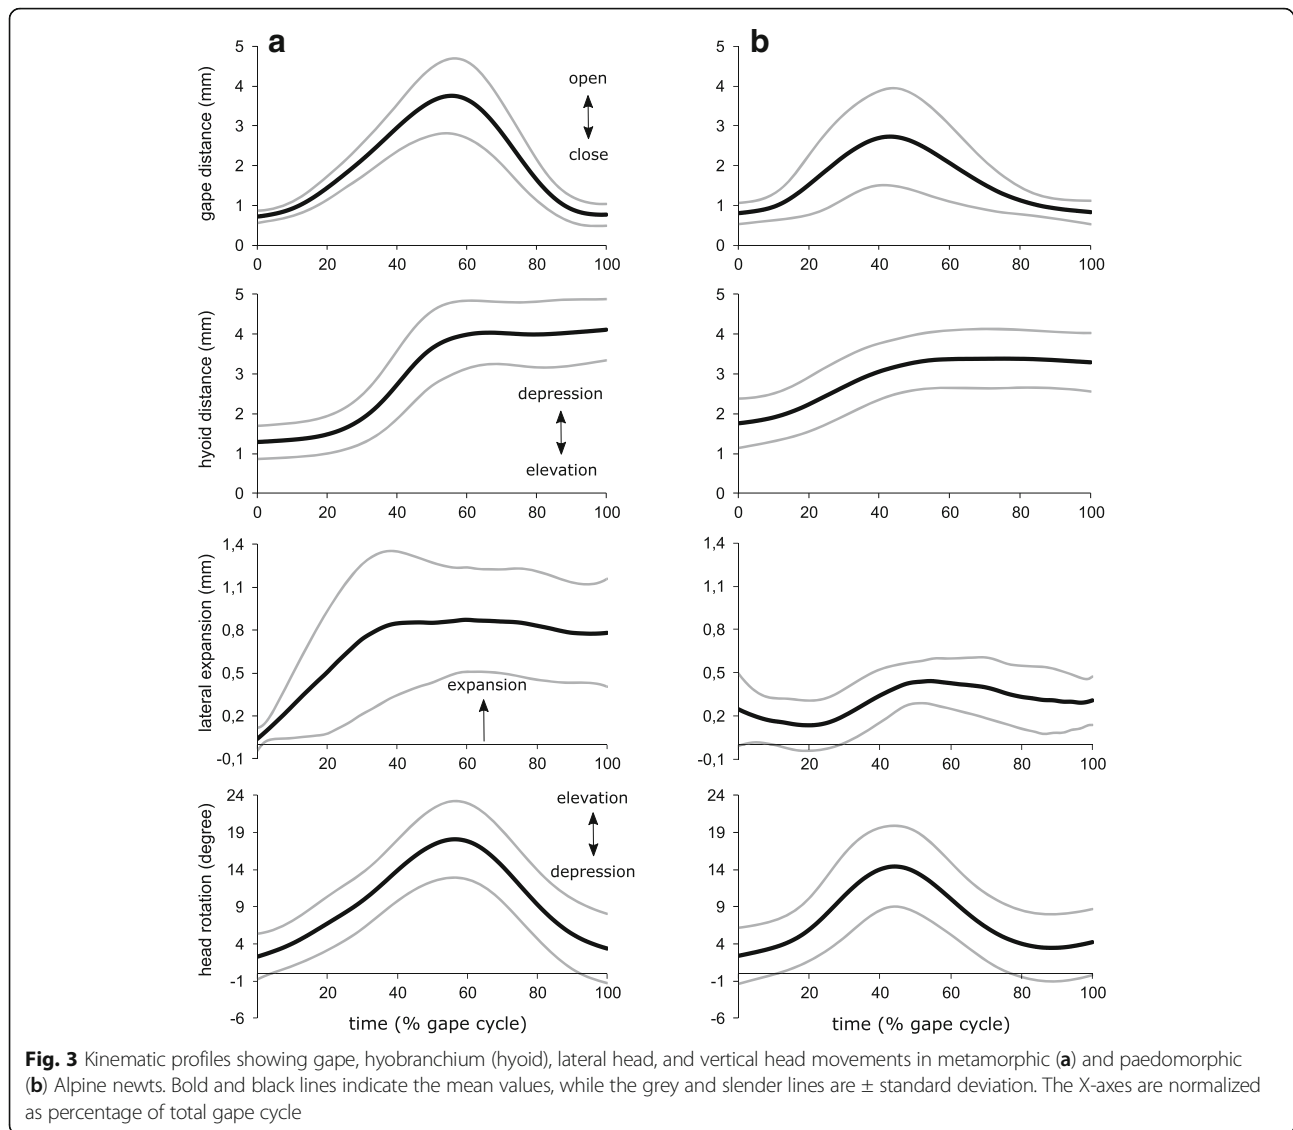 a
b
gape distance (mm)
5
4
3
2
1
0
open
close
0 20 40 60 80 100
5
4
3
2
1
0
0 20 40 60 80 100
hyoid distance (mm)
5
4
3
2
1
0
depression
elevation
0 20 40 60 80 100
5
4
3
2
1
0
0 20 40 60 80 100
lateral expansion (mm)
1,4
1,1
0,8
0,5
0,2
-0,1
expansion
20 40 60 80 100
1,4
1,1
0,8
0,5
0,2
-0,1
20 40 60 80 100
head rotation (degree)
24
19
14
9
4
-1
-6
elevation
depression
20 40 60 80 100
time (% gape cycle)
24
19
14
9
4
-1
-6
20 40 60 80 100
time (% gape cycle)
Fig. 3 Kinematic profiles showing gape, hyobranchium (hyoid), lateral head, and vertical head movements in metamorphic (a) and paedomorphic
(b) Alpine newts. Bold and black lines indicate the mean values, while the grey and slender lines are ± standard deviation. The X-axes are normalized
as percentage of total gape cycle